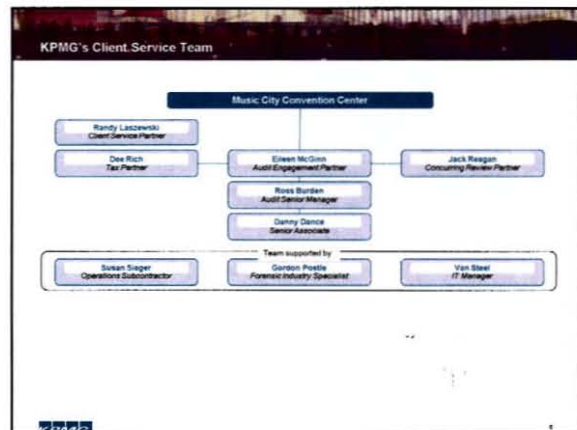 KPMG's Client Service Team
Music City Convention Center
Randy Laszewski
Client Service Partner
Dee Rich
Tax Partner
Eileen McGinn
Audit Engagement Partner
Jack Reagan
Concurring Review Partner
Ross Burden
Audit Senior Manager
Danny Dance
Senior Associate
Team supported by
Susan Sieger
Operations Subcontractor
Gordon Postle
Forensic Industry Specialist
Van Steel
IT Manager
KPMG
5